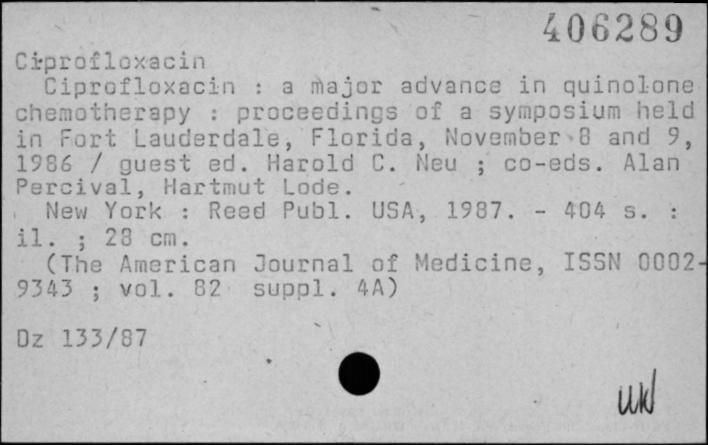 406289
Ciprofloxacin
Ciprofloxacin : a major advance in quinolone
chemotherapy : proceedings of a symposium held
in Fort Lauderdale, Florida, November 8 and 9,
1986 / guest ed. Harold C. Neu ; co-eds. Alan
Percival, Hartmut Lode.
New York : Reed Publ. USA, 1987. - 404 s. :
il. ; 28 cm.
(The American Journal of Medicine, ISSN 0002-
9343 ; vol. 82 suppl. 4A)
Dz 133/87